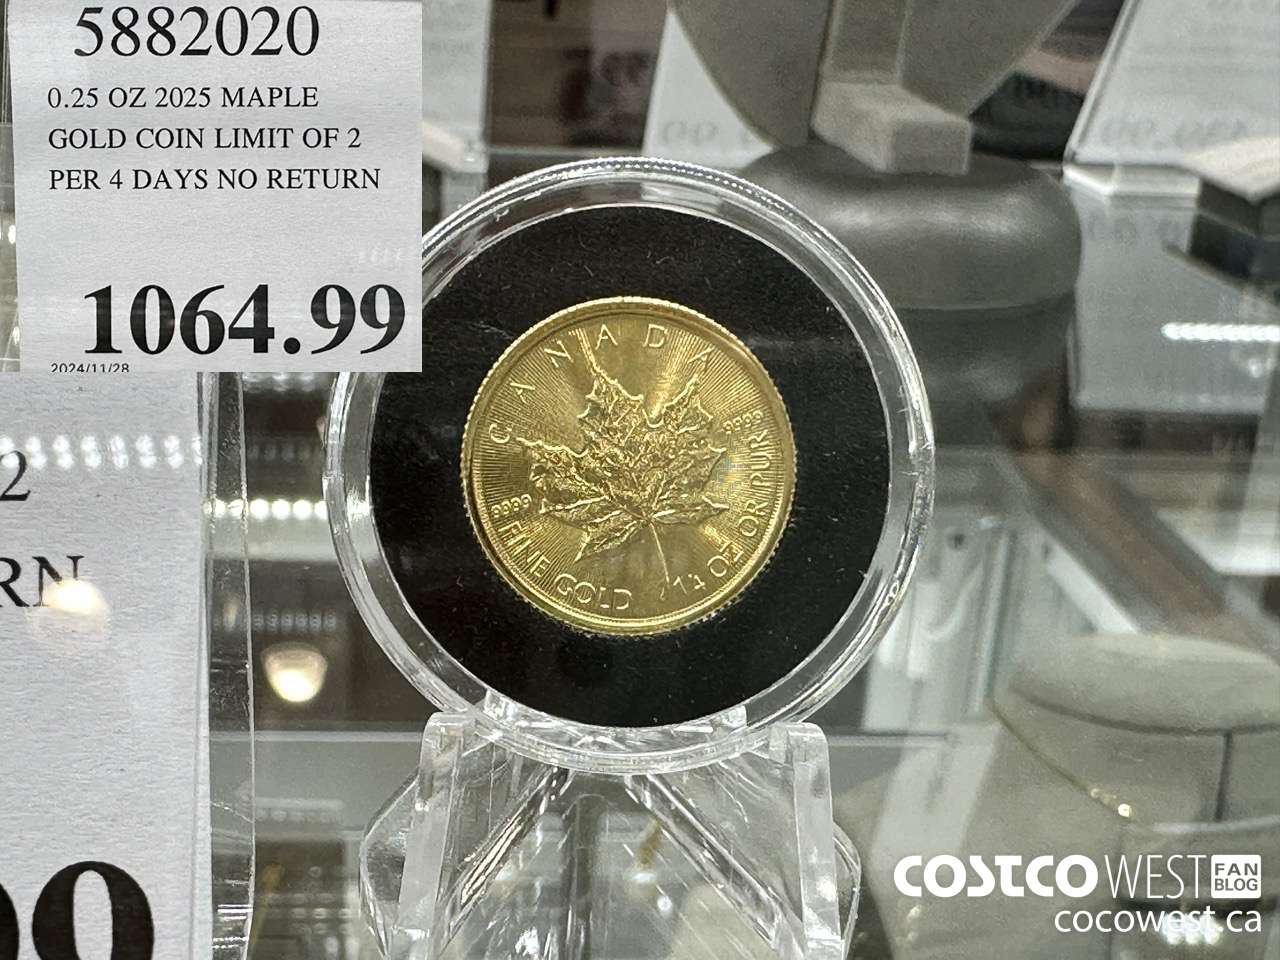 5882020
0.25 OZ 2025 MAPLE
GOLD COIN LIMIT OF 2
PER 4 DAYS NO RETURN
1064.99
2024/11/28
CANADA
9999
9999
FINE GOLD 1/4 OZ OR PUR
2
RN
COSTCO WEST FAN BLOG
cocowest.ca